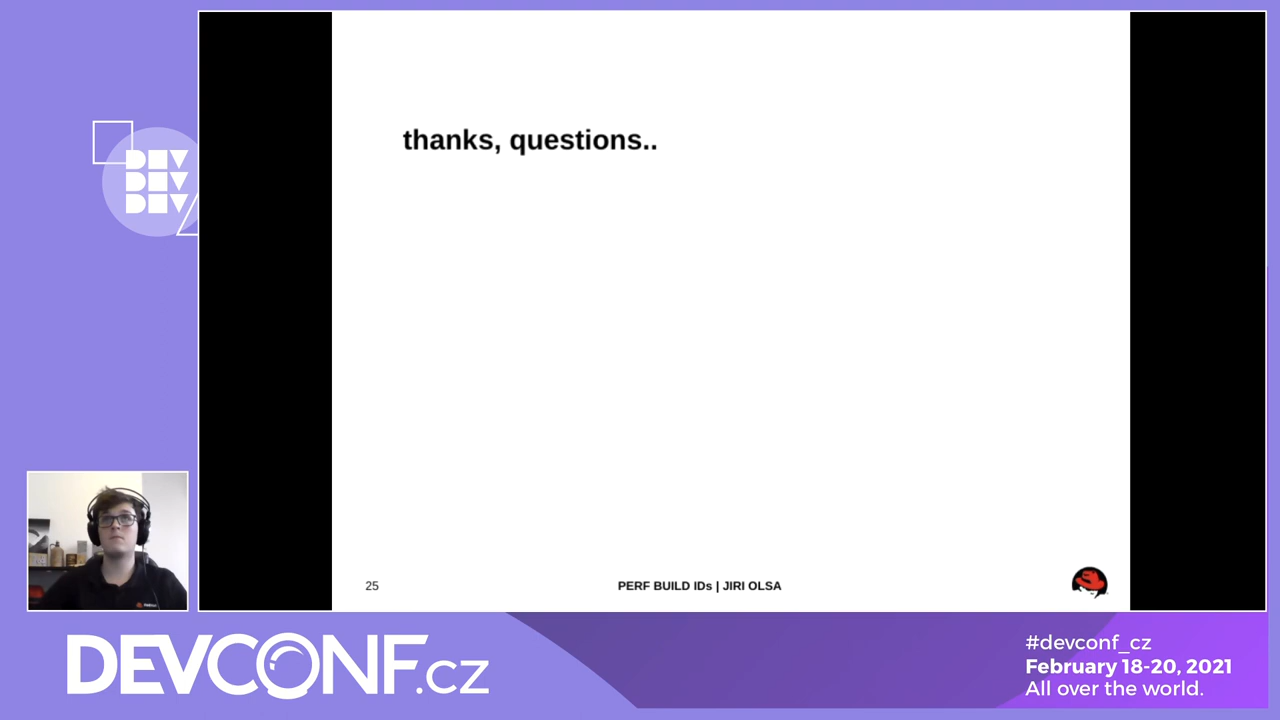 DEV
DEV
DEV
thanks, questions..
25
PERF BUILD IDs | JIRI OLSA
DEVCONF.cz
#devconf_cz
February 18-20, 2021
All over the world.